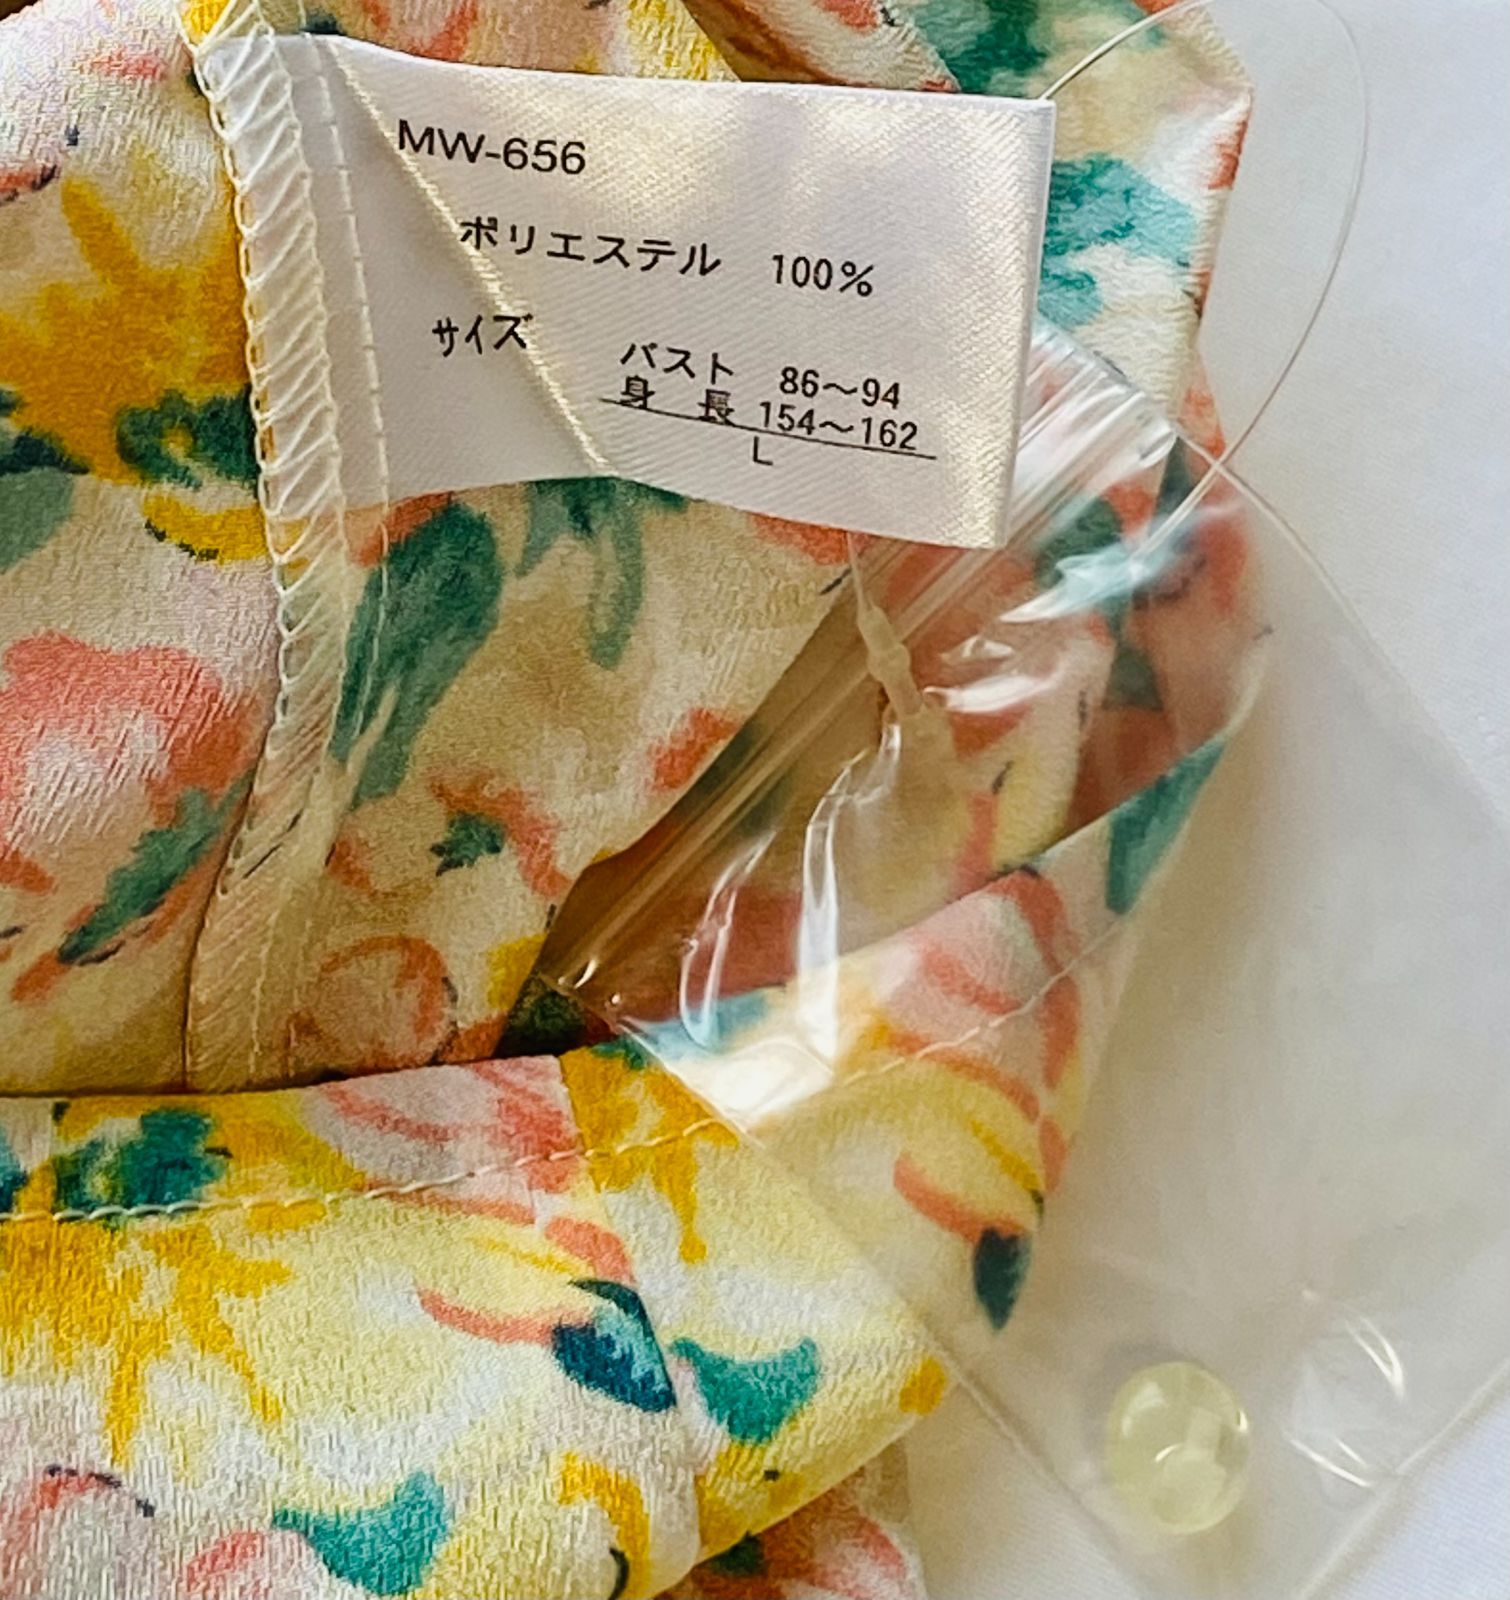 MW-656
ポリエステル 100%
サイズ
バスト 86〜94
身 長 154〜162
L